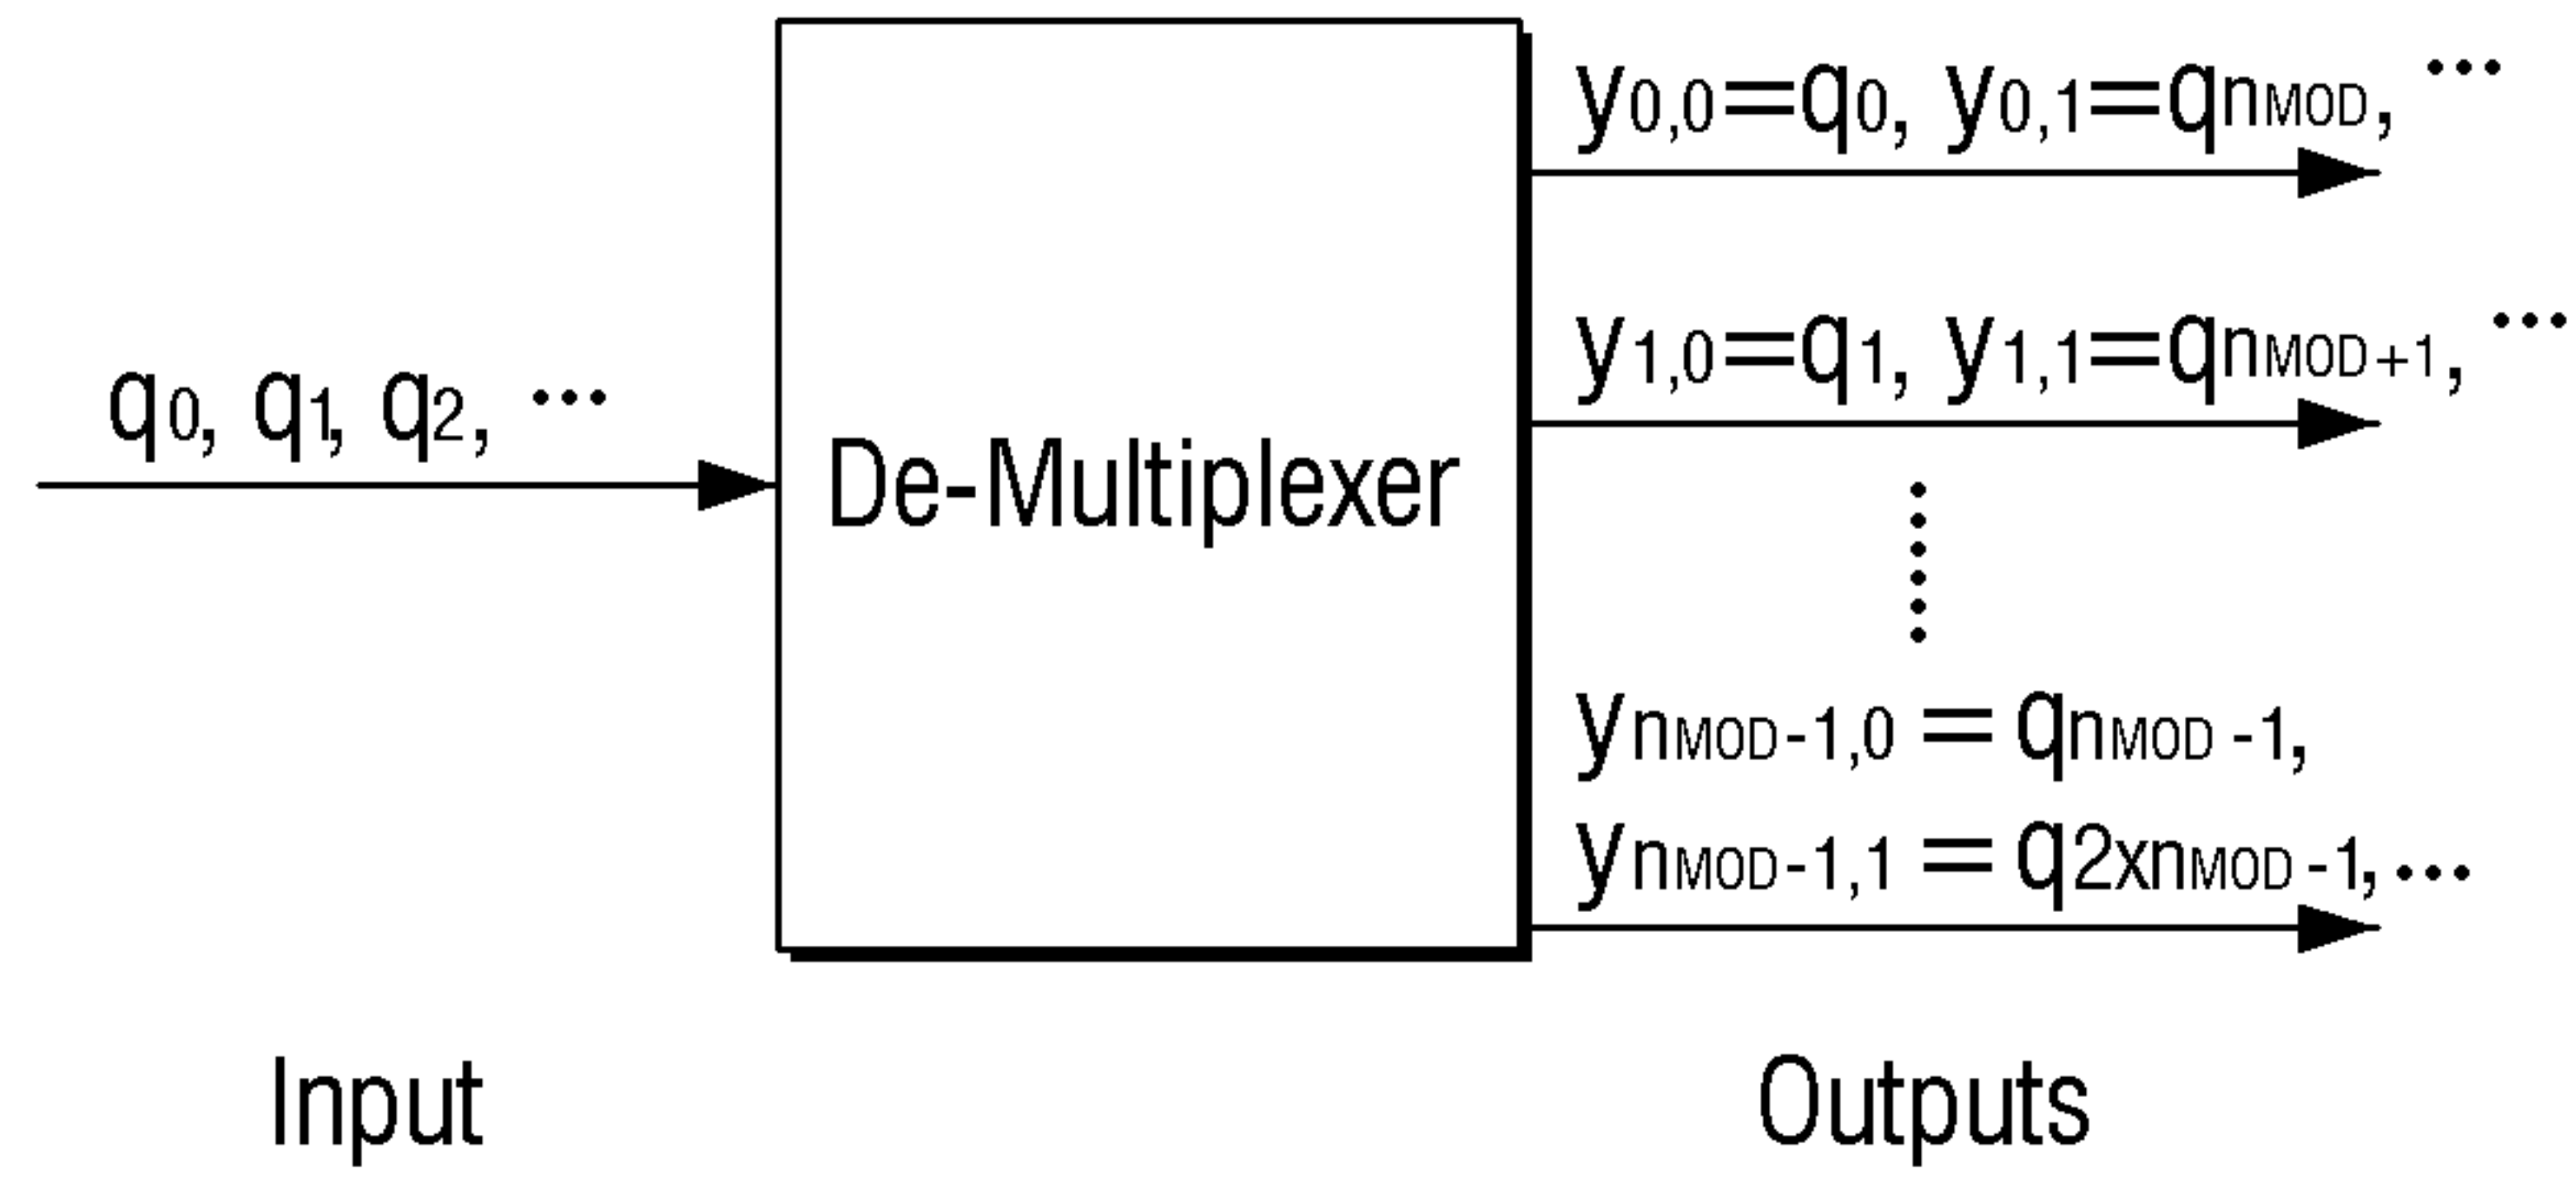 q0, q1, q2, ···
De-Multiplexer
y0,0=q0, y0,1=qnMOD, ···
y1,0=q1, y1,1=qnMOD+1, ···
ynMOD-1,0 = qnMOD -1,
ynMOD-1,1 = q2xnMOD -1,···
Input
Outputs